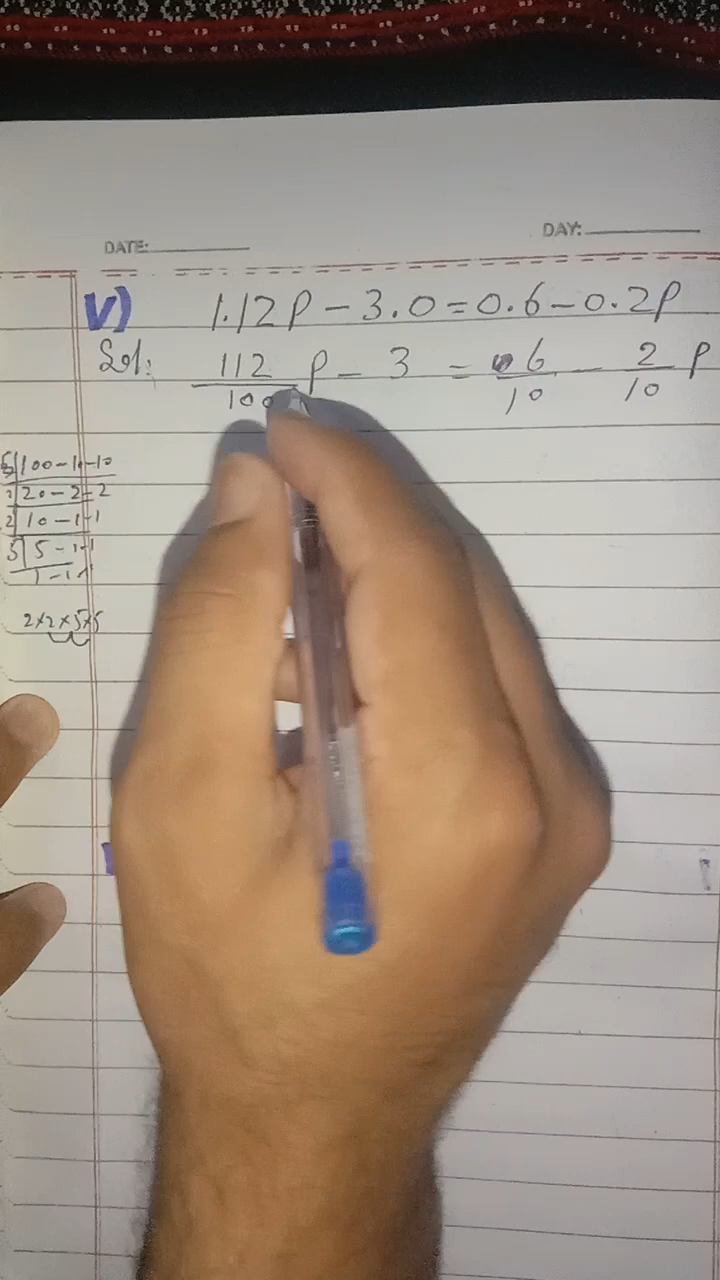 DATE: DAY:
V) 1.12P - 3.0 = 0.6 - 0.2P
Sol: 112/100 P - 3 = 6/10 - 2/10 P
100 - 10 - 10
2 | 20 - 2 - 2
2 | 10 - 1 - 1
5 | 5 - 1 - 1
1 - 1 - 1
2×2×5×5